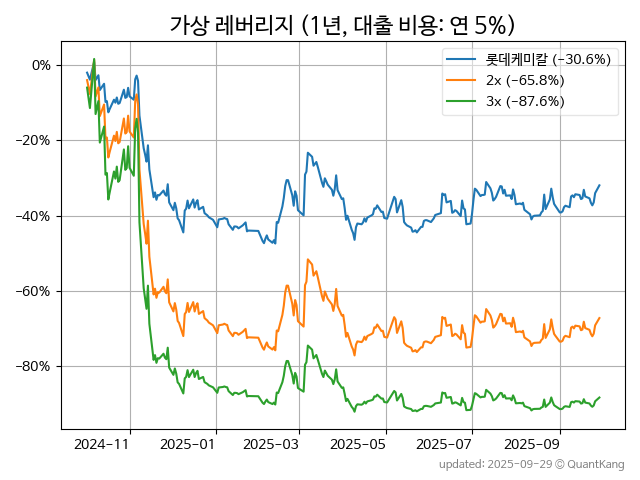 가상 레버리지 (1년, 대출 비용: 연 5%)
롯데케미칼 (−30.6%)
2x (−65.8%)
3x (−87.6%)
0%
−20%
−40%
−60%
−80%
2024-11
2025-01
2025-03
2025-05
2025-07
2025-09
updated: 2025-09-29 © QuantKang